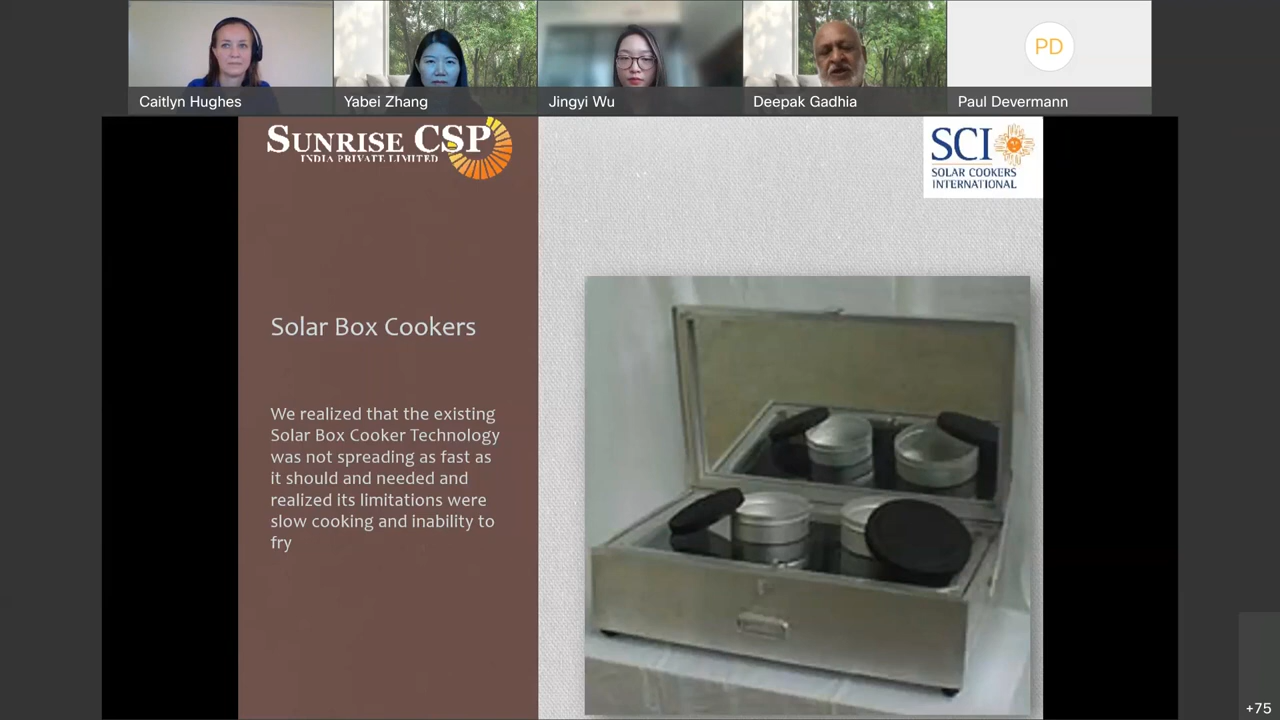 PD
Caitlyn Hughes
Yabei Zhang
Jingyi Wu
Deepak Gadhia
Paul Devermann
SUNRISE CSP
INDIA PRIVATE LIMITED
SCI
SOLAR COOKERS
INTERNATIONAL
Solar Box Cookers
We realized that the existing
Solar Box Cooker Technology
was not spreading as fast as
it should and needed and
realized its limitations were
slow cooking and inability to
fry
+75